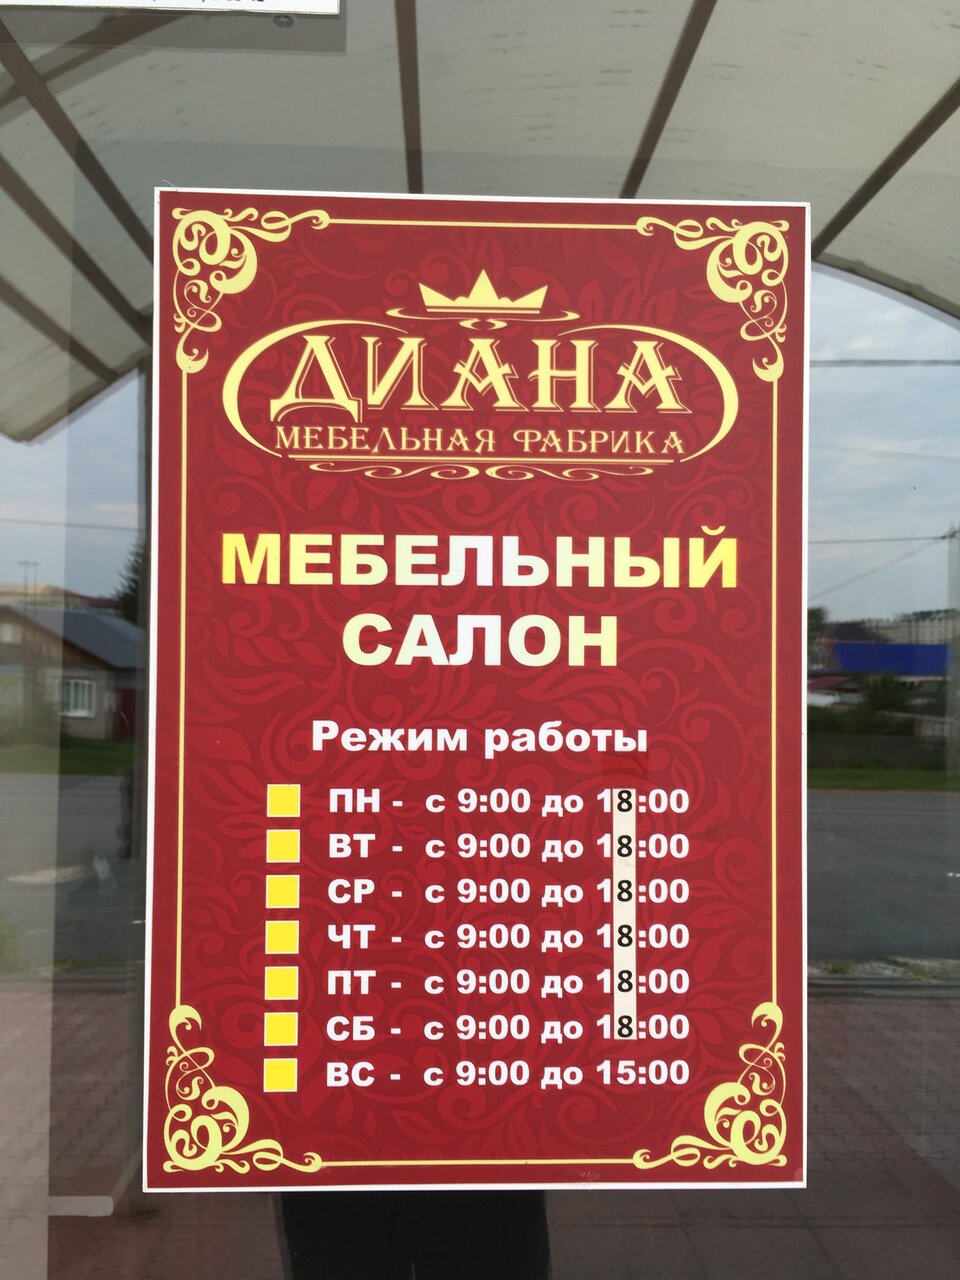 ДИАНА
МЕБЕЛЬНАЯ ФАБРИКА
МЕБЕЛЬНЫЙ
САЛОН
Режим работы
ПН - с 9:00 до 18:00
ВТ - с 9:00 до 18:00
СР - с 9:00 до 18:00
ЧТ - с 9:00 до 18:00
ПТ - с 9:00 до 18:00
СБ - с 9:00 до 18:00
ВС - с 9:00 до 15:00